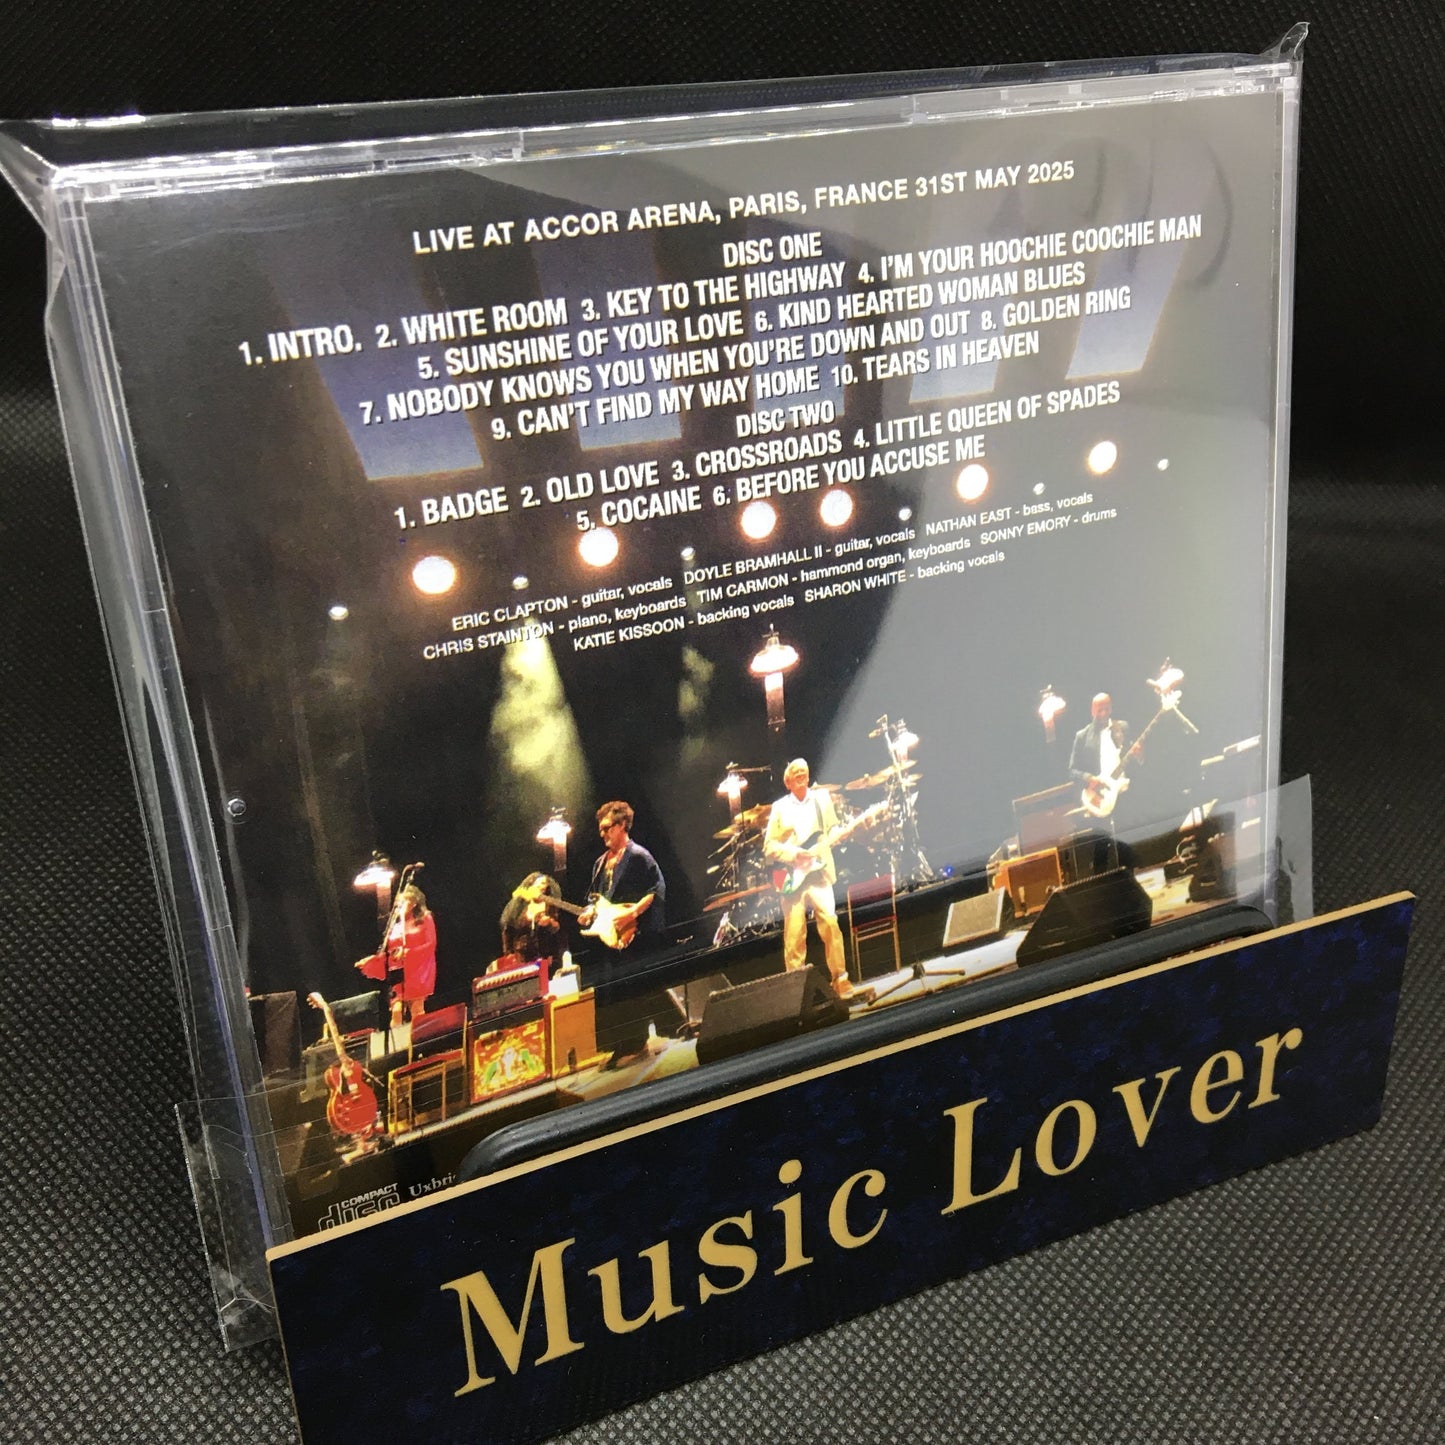 LIVE AT ACCOR ARENA, PARIS, FRANCE 31ST MAY 2025
DISC ONE
1. INTRO. 2. WHITE ROOM 3. KEY TO THE HIGHWAY 4. I'M YOUR HOOCHIE COOCHIE MAN
5. SUNSHINE OF YOUR LOVE 6. KIND HEARTED WOMAN BLUES
7. NOBODY KNOWS YOU WHEN YOU'RE DOWN AND OUT 8. GOLDEN RING
9. CAN'T FIND MY WAY HOME 10. TEARS IN HEAVEN
DISC TWO
1. BADGE 2. OLD LOVE 3. CROSSROADS 4. LITTLE QUEEN OF SPADES
5. COCAINE 6. BEFORE YOU ACCUSE ME
ERIC CLAPTON - guitar, vocals DOYLE BRAMHALL II - guitar, vocals NATHAN EAST - bass, vocals
CHRIS STAINTON - piano, keyboards TIM CARMON - hammond organ, keyboards SONNY EMORY - drums
KATIE KISSOON - backing vocals SHARON WHITE - backing vocals
COMPACT
disc
Music Lover